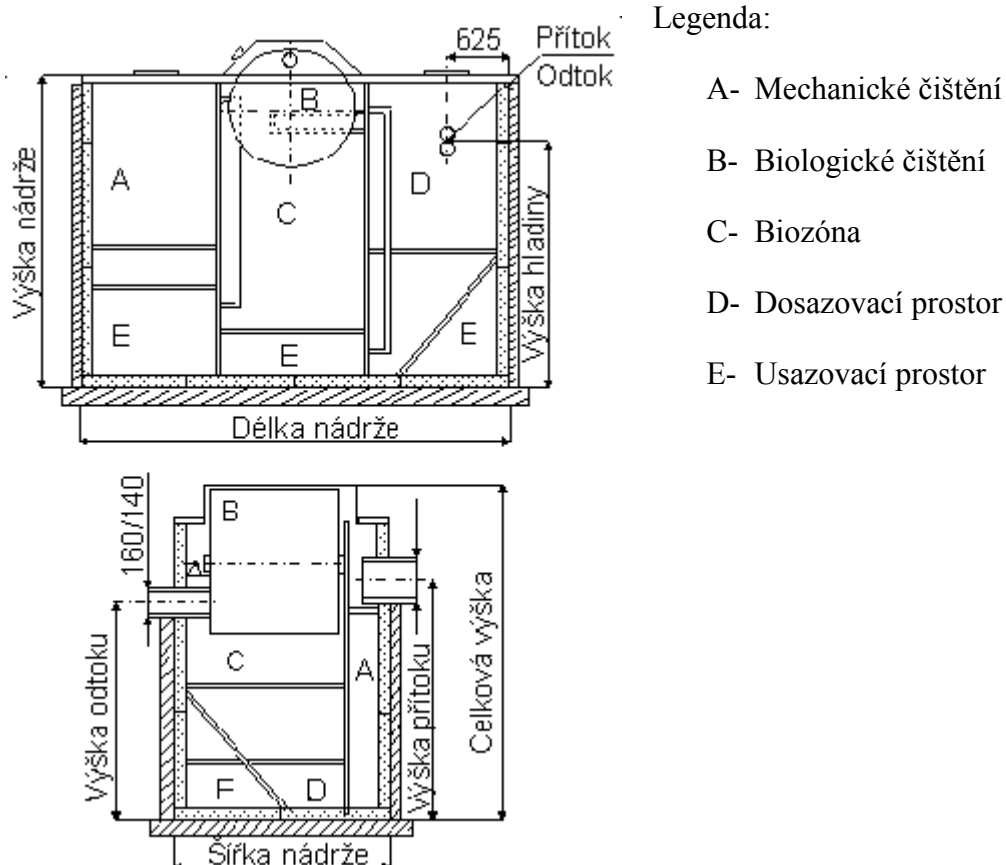 Legenda:
A- Mechanické čištění
B- Biologické čištění
C- Biozóna
D- Dosazovací prostor
E- Usazovací prostor
625
Přítok
Odtok
B
A
C
D
E
E
E
Výška nádrže
Výška hladiny
Délka nádrže
160/140
B
A
C
A
F
D
Výška odtoku
Výška přítoku
Celková výška
Šířka nádrže